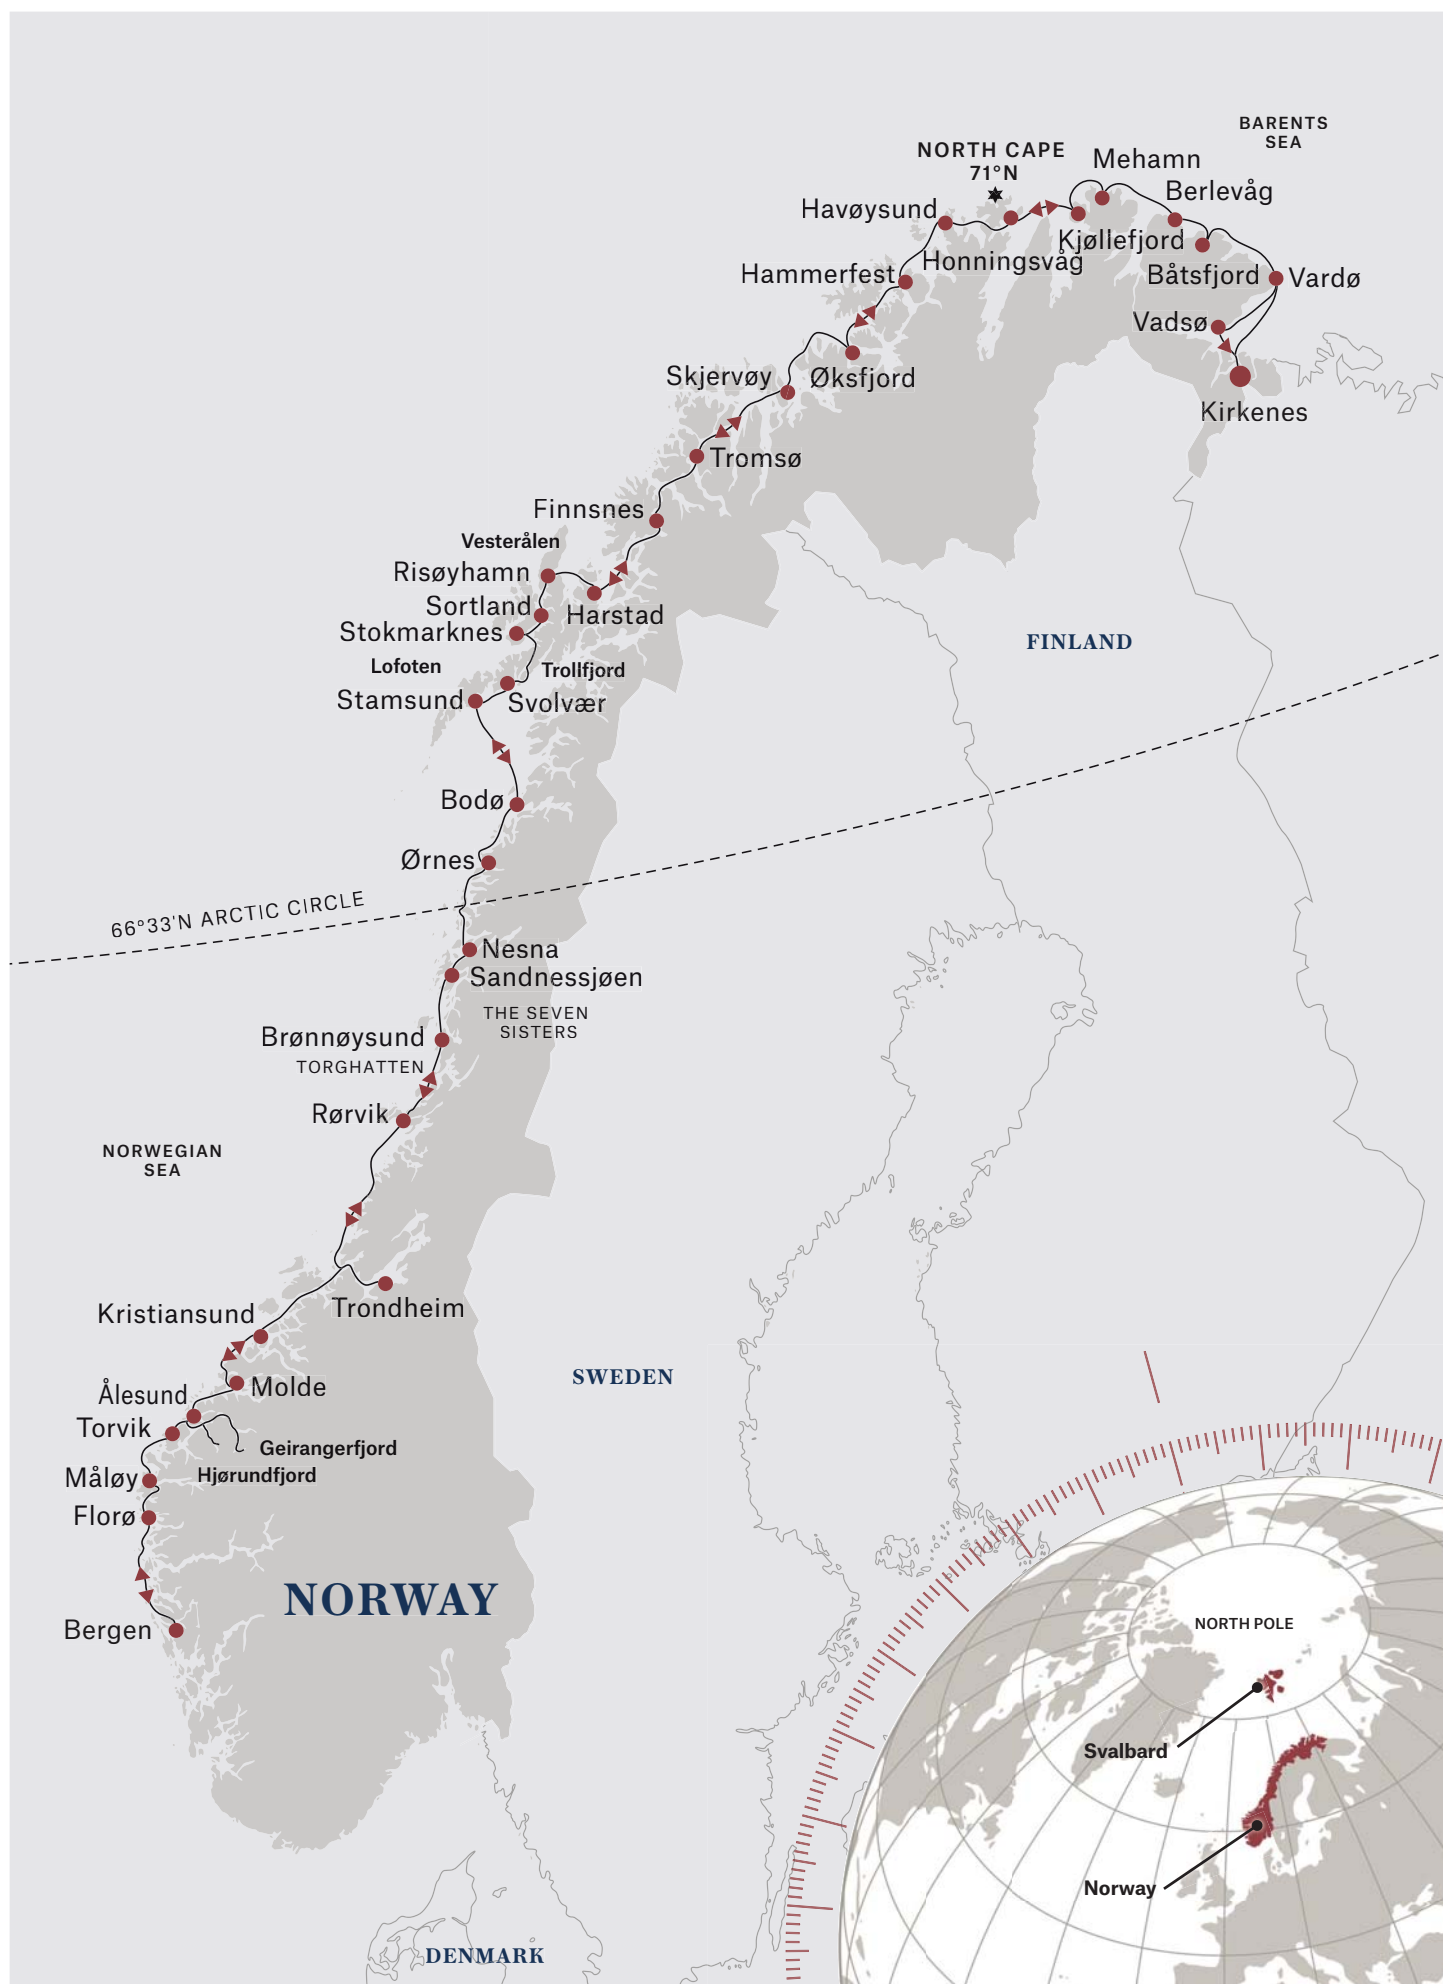 BARENTS
SEA
NORTH CAPE
71°N
Mehamn
Berlevåg
Havøysund
Kjøllefjord
Honningsvåg
Hammerfest
Båtsfjord
Vardø
Vadsø
Skjervøy
Øksfjord
Kirkenes
Tromsø
Finnsnes
Vesterålen
Risøyhamn
Sortland
Harstad
Stokmarknes
FINLAND
Lofoten
Trollfjord
Stamsund
Svolvær
Bodø
Ørnes
66°33'N ARCTIC CIRCLE
Nesna
Sandnessjøen
THE SEVEN
SISTERS
Brønnøysund
TORGHATTEN
Rørvik
NORWEGIAN
SEA
Trondheim
Kristiansund
SWEDEN
Molde
Ålesund
Torvik
Geirangerfjord
Hjørundfjord
Måløy
Florø
NORWAY
Bergen
NORTH POLE
Svalbard
Norway
DENMARK